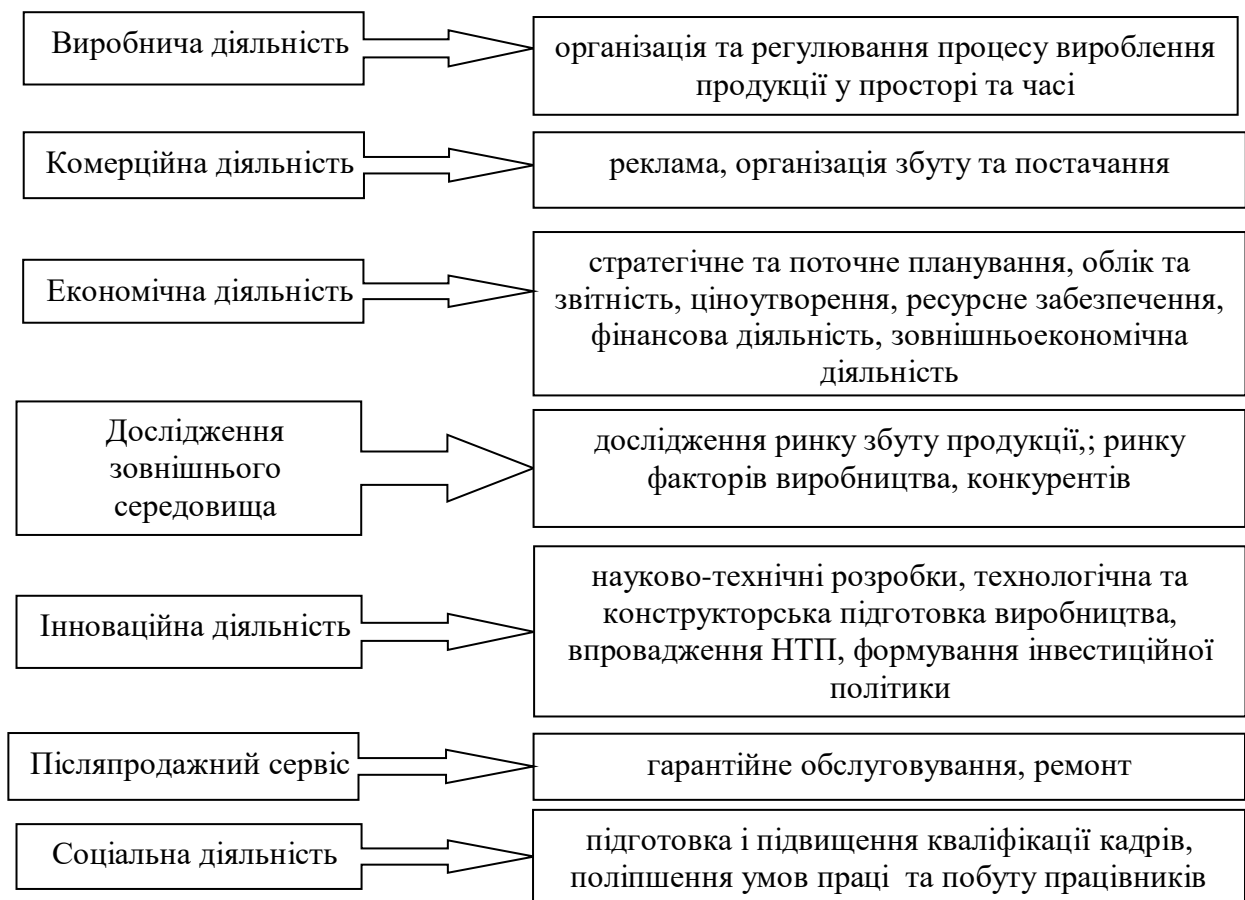 Виробнича діяльність
організація та регулювання процесу вироблення
продукції у просторі та часі
Комерційна діяльність
реклама, організація збуту та постачання
Економічна діяльність
стратегічне та поточне планування, облік та
звітність, ціноутворення, ресурсне забезпечення,
фінансова діяльність, зовнішньоекономічна
діяльність
Дослідження
зовнішнього
середовища
дослідження ринку збуту продукції,; ринку
факторів виробництва, конкурентів
Інноваційна діяльність
науково-технічні розробки, технологічна та
конструкторська підготовка виробництва,
впровадження НТП, формування інвестиційної
політики
Післяпродажний сервіс
гарантійне обслуговування, ремонт
Соціальна діяльність
підготовка і підвищення кваліфікації кадрів,
поліпшення умов праці та побуту працівників